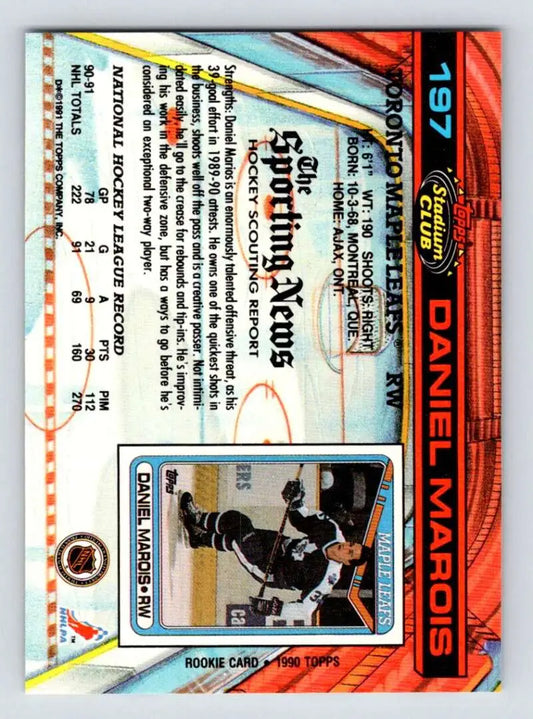 197
Topps
Stadium
CLUB
DANIEL MAROIS
TORONTO MAPLE LEAFS® RW
HT: 6'1" WT: 190 SHOOTS: RIGHT
BORN: 10-3-68, MONTREAL, QUE.
HOME: AJAX, ONT.
The
Sporting News
HOCKEY SCOUTING REPORT
Strengths: Daniel Marios is an enormously talented offensive threat, as his
39-goal effort in 1989-90 attests. He owns one of the quickest shots in
the business, shoots well off the pass and is a creative passer. Not intimi-
dated easily, he'll go to the crease for rebounds and tip-ins. He's improv-
ing his work in the defensive zone, but has a ways to go before he's
considered an exceptional two-way player.
NATIONAL HOCKEY LEAGUE RECORD
GP G A PTS PIM
90-91 78 21 9 30 112
NHL TOTALS 222 91 69 160 270
D*©1991 THE TOPPS COMPANY, INC.
MAPLE LEAFS
TOPPS
DANIEL MAROIS • RW
ROOKIE CARD • 1990 TOPPS
NHL
NHLPA
TM